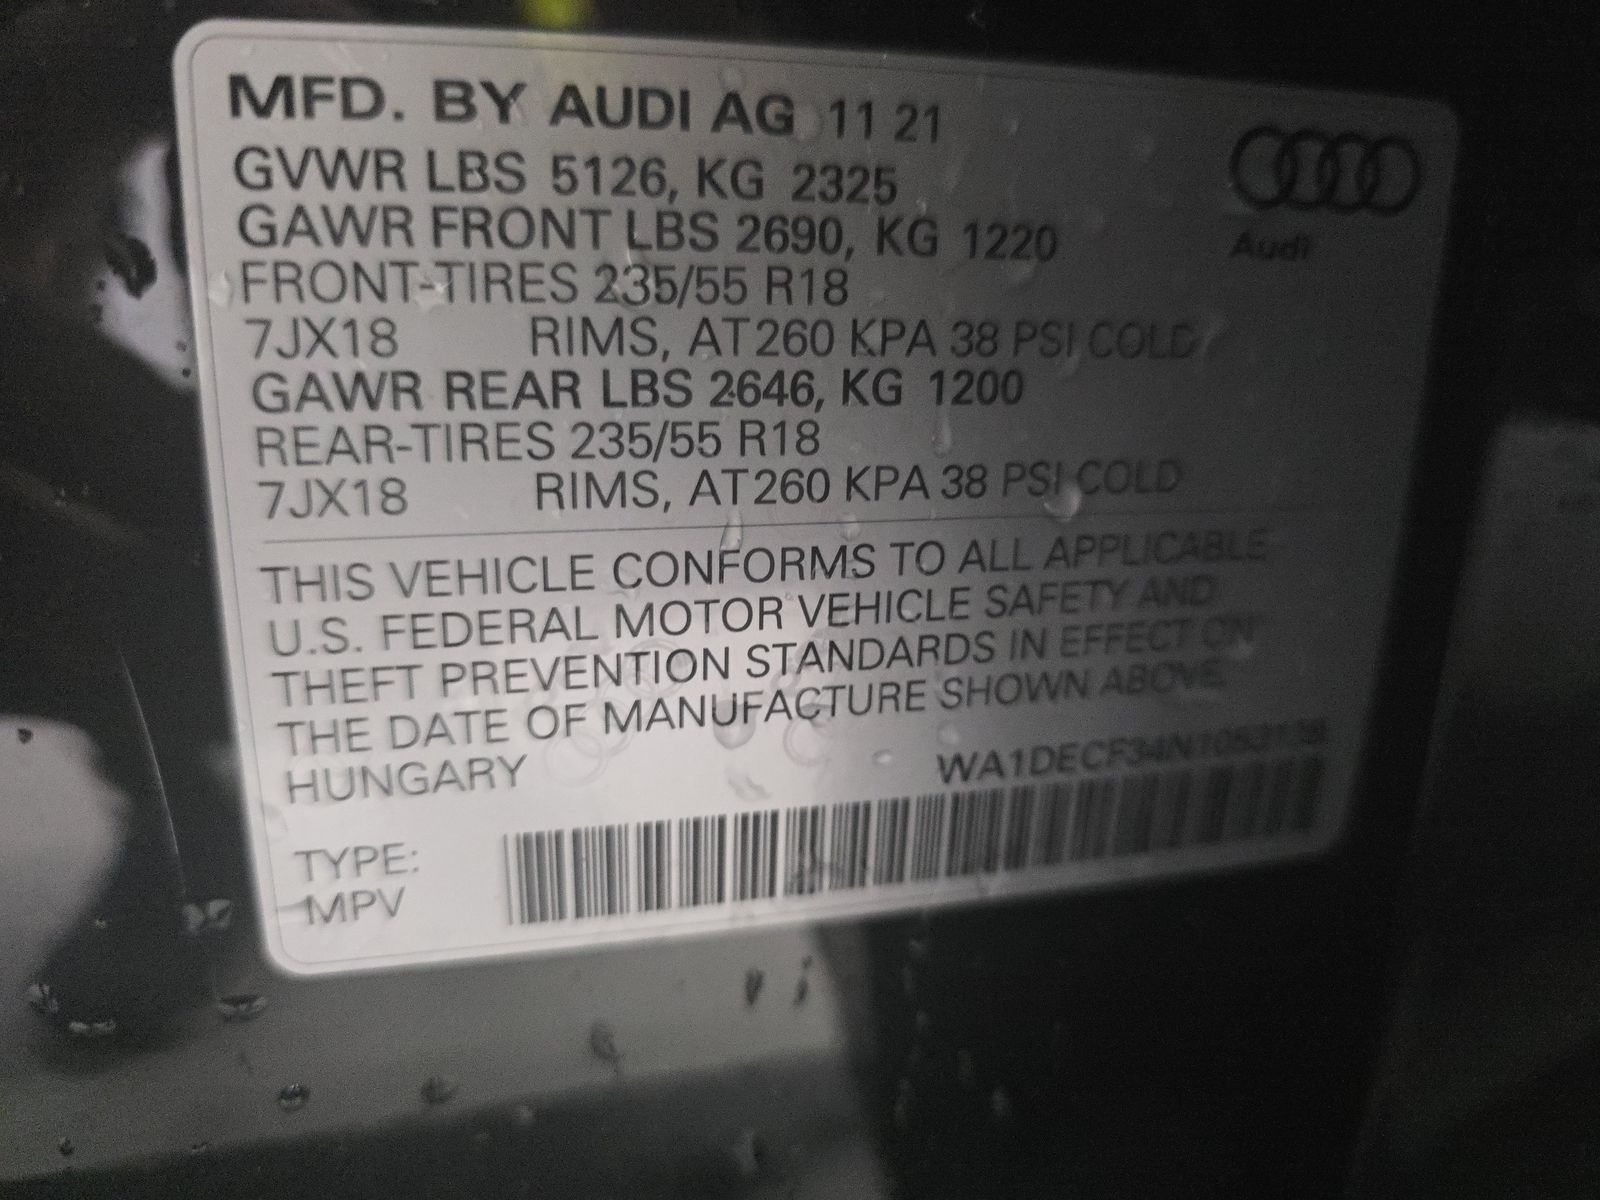 MFD. BY AUDI AG 11 21
GVWR LBS 5126, KG 2325
GAWR FRONT LBS 2690, KG 1220
Audi
FRONT-TIRES 235/55 R18
7JX18 RIMS, AT 260 KPA 38 PSI COLD
GAWR REAR LBS 2646, KG 1200
REAR-TIRES 235/55 R18
7JX18 RIMS, AT 260 KPA 38 PSI COLD
THIS VEHICLE CONFORMS TO ALL APPLICABLE
U.S. FEDERAL MOTOR VEHICLE SAFETY AND
THEFT PREVENTION STANDARDS IN EFFECT ON
THE DATE OF MANUFACTURE SHOWN ABOVE
HUNGARY
TYPE:
MPV